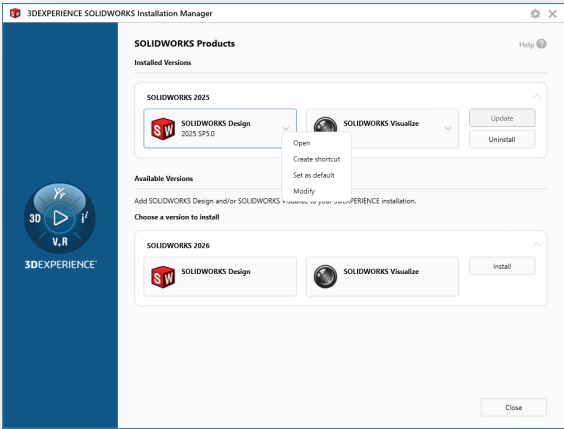 3DEXPERIENCE SOLIDWORKS Installation Manager
SOLIDWORKS Products
Help
Installed Versions
SOLIDWORKS 2025
SOLIDWORKS Design
2025 SP5.0
SOLIDWORKS Visualize
Update
Uninstall
Open
Create shortcut
Set as default
Modify
Available Versions
Add SOLIDWORKS Design and/or SOLIDWORKS Visualize to your 3DEXPERIENCE installation.
Choose a version to install
SOLIDWORKS 2026
SOLIDWORKS Design
SOLIDWORKS Visualize
Install
3D
V,R
3DEXPERIENCE
Close